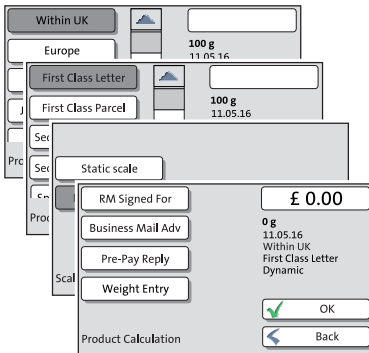 Within UK
Europe
100 g
11.05.16
First Class Letter
First Class Parcel
100 g
11.05.16
Static scale
RM Signed For
Business Mail Adv
Pre-Pay Reply
Weight Entry
Product Calculation
£ 0.00
0 g
11.05.16
Within UK
First Class Letter
Dynamic
OK
Back